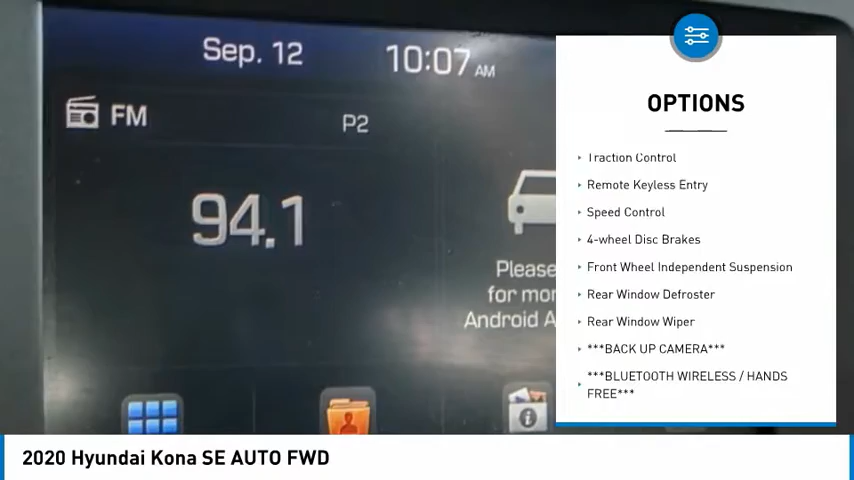 Sep. 12
10:07 AM
FM
P2
94.1
Please
for mor
Android A
OPTIONS
Traction Control
Remote Keyless Entry
Speed Control
4-wheel Disc Brakes
Front Wheel Independent Suspension
Rear Window Defroster
Rear Window Wiper
***BACK UP CAMERA***
***BLUETOOTH WIRELESS / HANDS
FREE***
2020 Hyundai Kona SE AUTO FWD